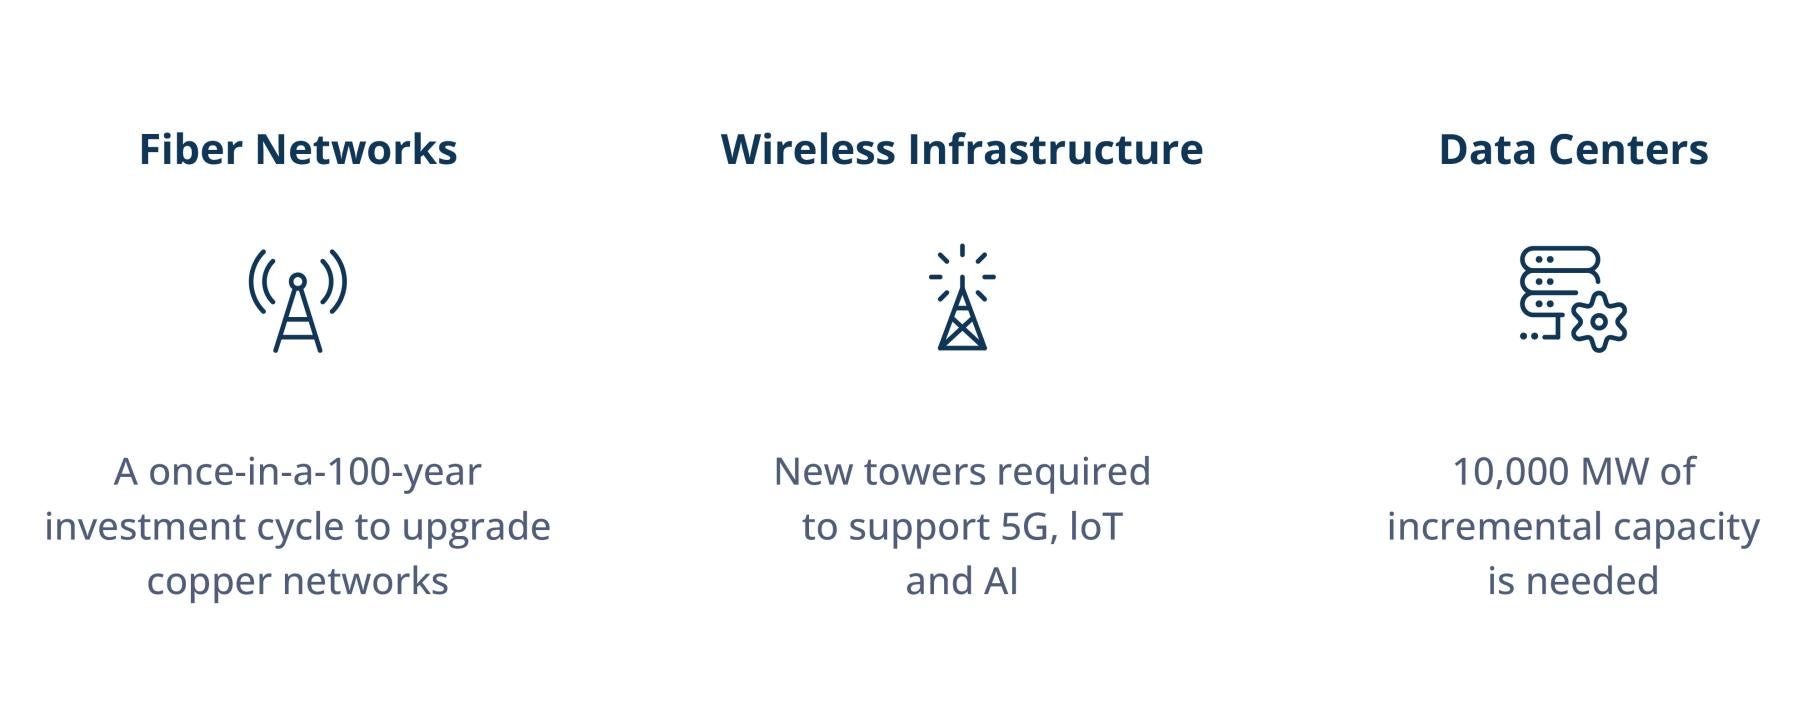 Fiber Networks
Wireless Infrastructure
Data Centers
A once-in-a-100-year
investment cycle to upgrade
copper networks
New towers required
to support 5G, loT
and AI
10,000 MW of
incremental capacity
is needed